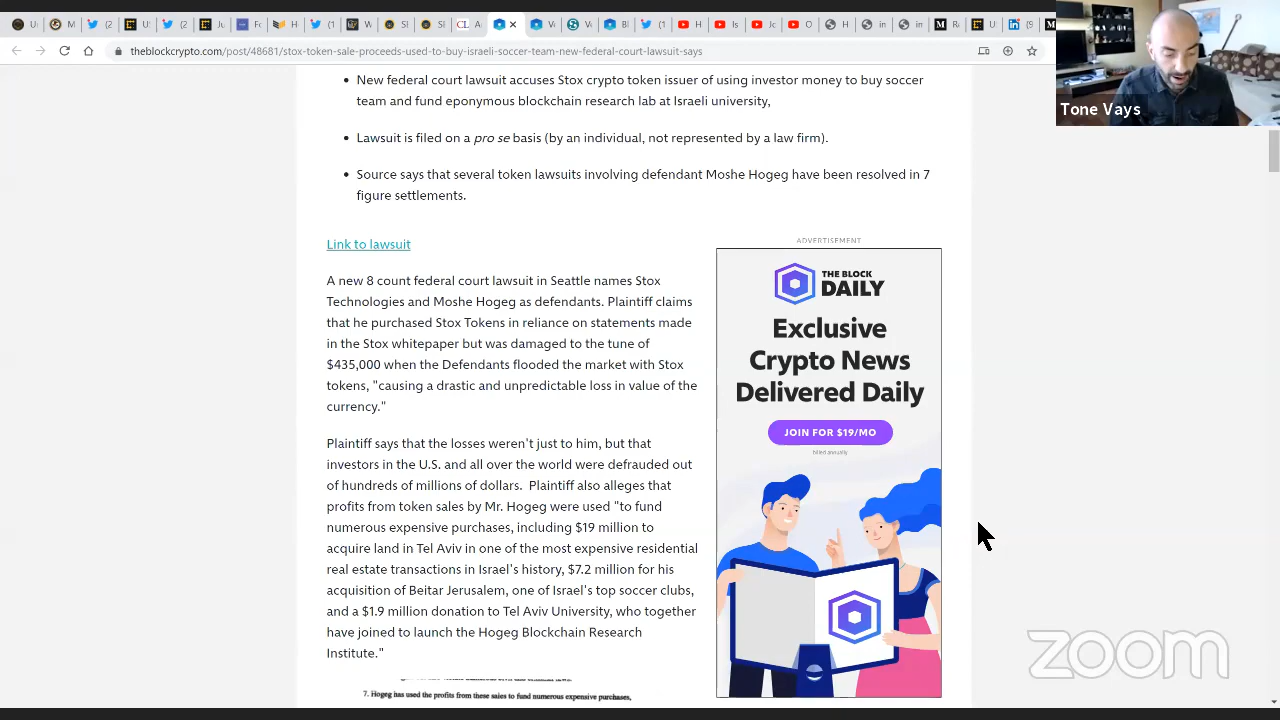 theblockcrypto.com/post/48681/stox-token-sale-proceeds-used-to-buy-israeli-soccer-team-new-federal-court-lawsuit-says
Tone Vays
New federal court lawsuit accuses Stox crypto token issuer of using investor money to buy soccer
team and fund eponymous blockchain research lab at Israeli university,
Lawsuit is filed on a pro se basis (by an individual, not represented by a law firm).
Source says that several token lawsuits involving defendant Moshe Hogeg have been resolved in 7
figure settlements.
Link to lawsuit
A new 8 count federal court lawsuit in Seattle names Stox
Technologies and Moshe Hogeg as defendants. Plaintiff claims
that he purchased Stox Tokens in reliance on statements made
in the Stox whitepaper but was damaged to the tune of
$435,000 when the Defendants flooded the market with Stox
tokens, "causing a drastic and unpredictable loss in value of the
currency."
Plaintiff says that the losses weren't just to him, but that
investors in the U.S. and all over the world were defrauded out
of hundreds of millions of dollars. Plaintiff also alleges that
profits from token sales by Mr. Hogeg were used "to fund
numerous expensive purchases, including $19 million to
acquire land in Tel Aviv in one of the most expensive residential
real estate transactions in Israel's history, $7.2 million for his
acquisition of Beitar Jerusalem, one of Israel's top soccer clubs,
and a $1.9 million donation to Tel Aviv University, who together
have joined to launch the Hogeg Blockchain Research
Institute."
7. Hogeg has used the profits from these sales to fund numerous expensive purchases,
ADVERTISEMENT
THE BLOCK
DAILY
Exclusive
Crypto News
Delivered Daily
JOIN FOR $19/MO
billed annually
zoom